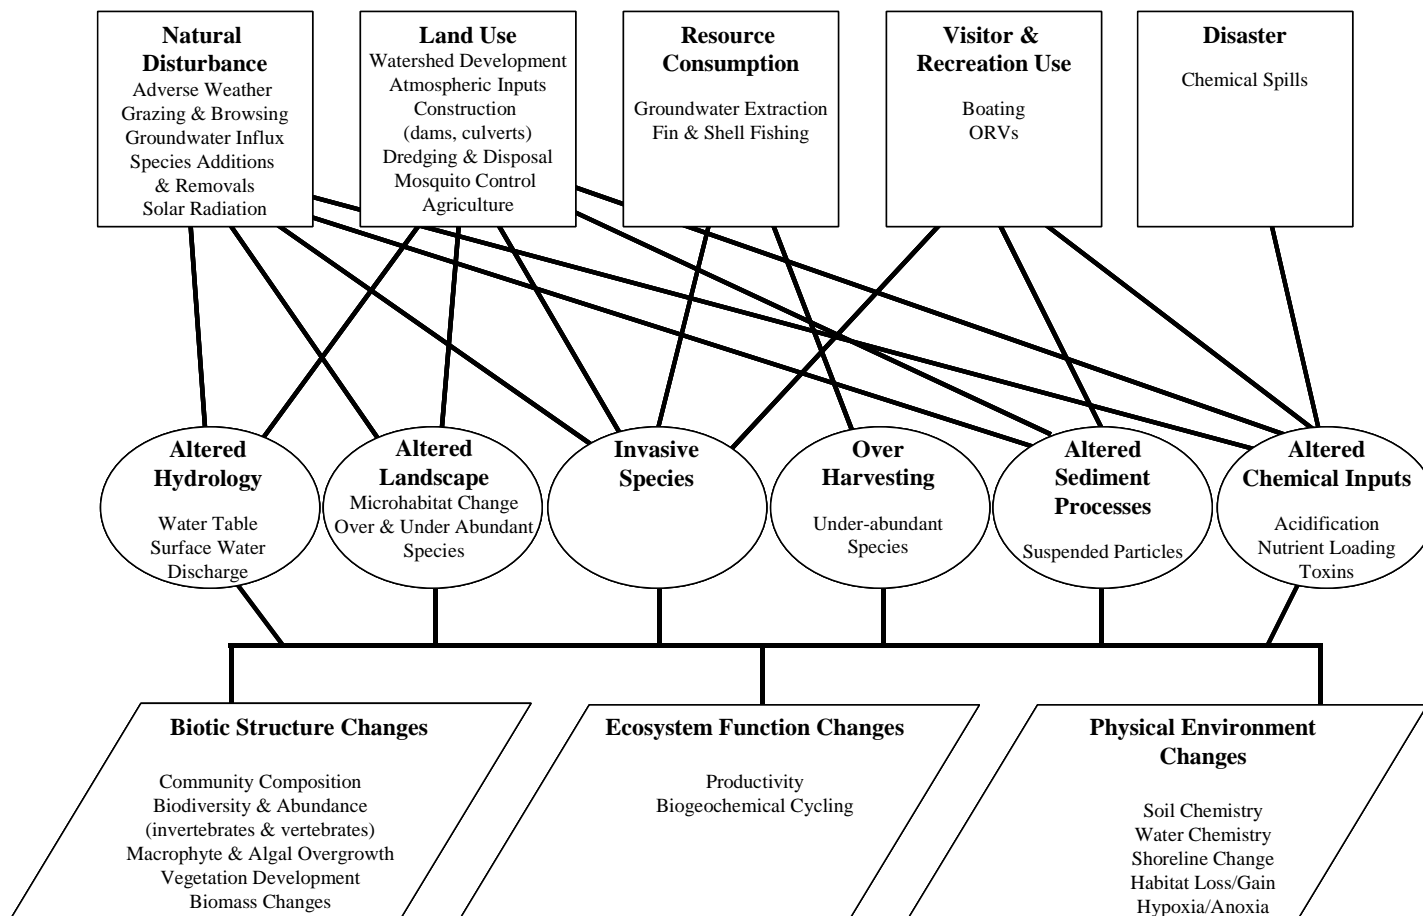 Natural
Disturbance
Adverse Weather
Grazing & Browsing
Groundwater Influx
Species Additions
& Removals
Solar Radiation
Land Use
Watershed Development
Atmospheric Inputs
Construction
(dams, culverts)
Dredging & Disposal
Mosquito Control
Agriculture
Resource
Consumption
Groundwater Extraction
Fin & Shell Fishing
Visitor &
Recreation Use
Boating
ORVs
Disaster
Chemical Spills
Altered
Hydrology
Water Table
Surface Water
Discharge
Altered
Landscape
Microhabitat Change
Over & Under Abundant
Species
Invasive
Species
Over
Harvesting
Under-abundant
Species
Altered
Sediment
Processes
Suspended Particles
Altered
Chemical Inputs
Acidification
Nutrient Loading
Toxins
Biotic Structure Changes
Community Composition
Biodiversity & Abundance
(invertebrates & vertebrates)
Macrophyte & Algal Overgrowth
Vegetation Development
Biomass Changes
Ecosystem Function Changes
Productivity
Biogeochemical Cycling
Physical Environment
Changes
Soil Chemistry
Water Chemistry
Shoreline Change
Habitat Loss/Gain
Hypoxia/Anoxia